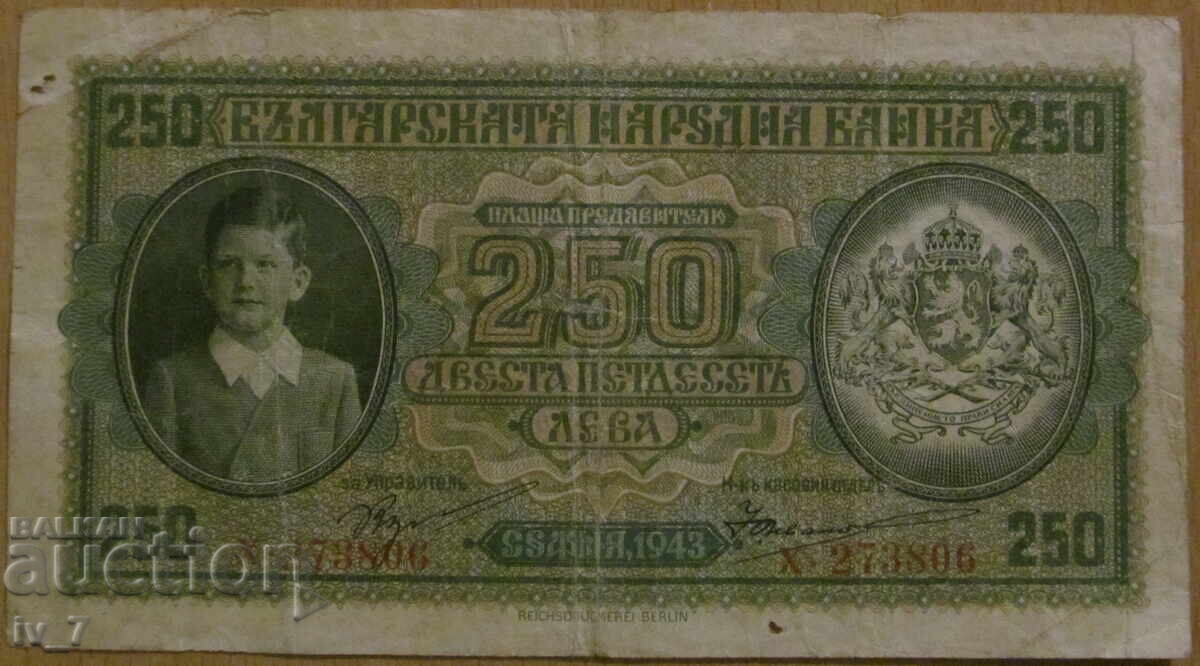 250 БЪЛГАРСКАТА НАРОДНА БАНКА 250
ПЛАЩА ПРЕДЯВИТЕЛЮ
250
ДВЕСТА ПЕТДЕСЕТЬ
ЛЕВА
за Управитель
Н-къ касовия отдѣлъ
250 СОФИЯ, 1943 250
X 273806
X 273806
REICHSDRUCKEREI BERLIN
BALKAN
auction
iv_7